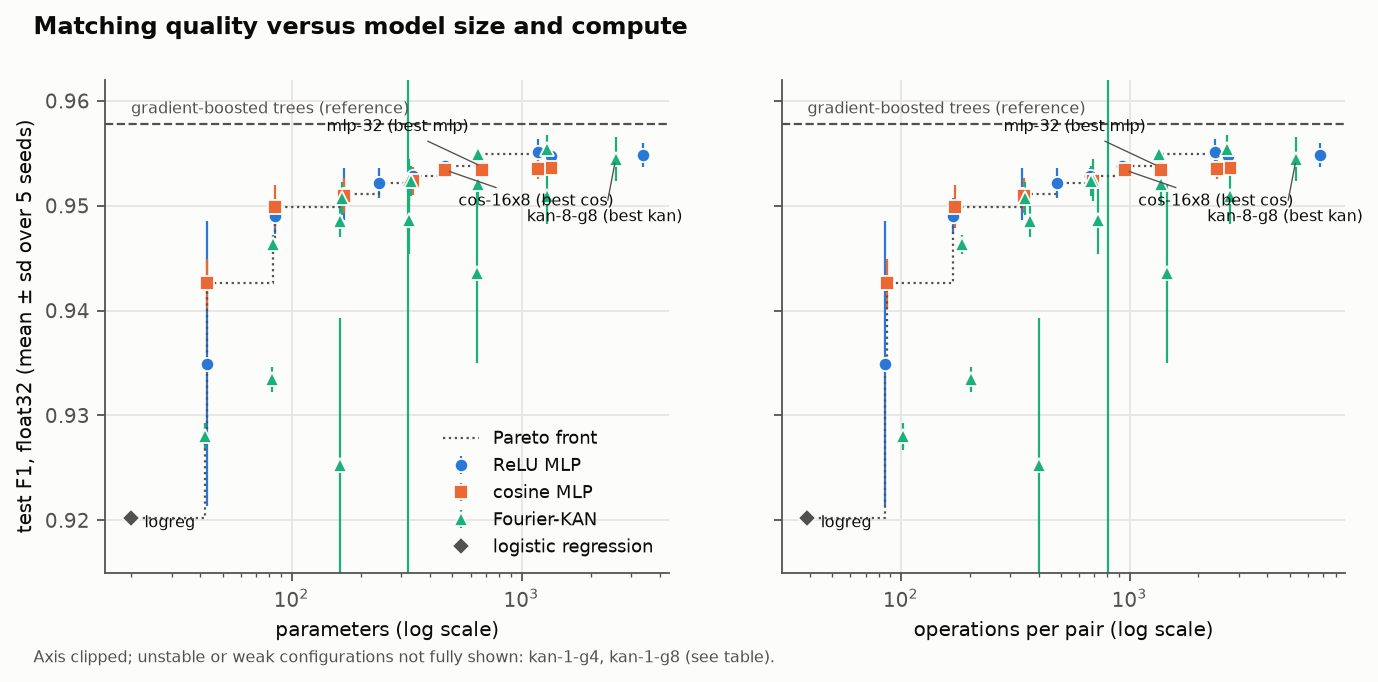 Matching quality versus model size and compute
test F1, float32 (mean ± sd over 5 seeds)
0.96
0.95
0.94
0.93
0.92
gradient-boosted trees (reference)
mlp-32 (best mlp)
cos-16x8 (best cos)
kan-8-g8 (best kan)
logreg
Pareto front
ReLU MLP
cosine MLP
Fourier-KAN
logistic regression
10²
10³
parameters (log scale)
gradient-boosted trees (reference)
mlp-32 (best mlp)
cos-16x8 (best cos)
kan-8-g8 (best kan)
logreg
10²
10³
operations per pair (log scale)
Axis clipped; unstable or weak configurations not fully shown: kan-1-g4, kan-1-g8 (see table).